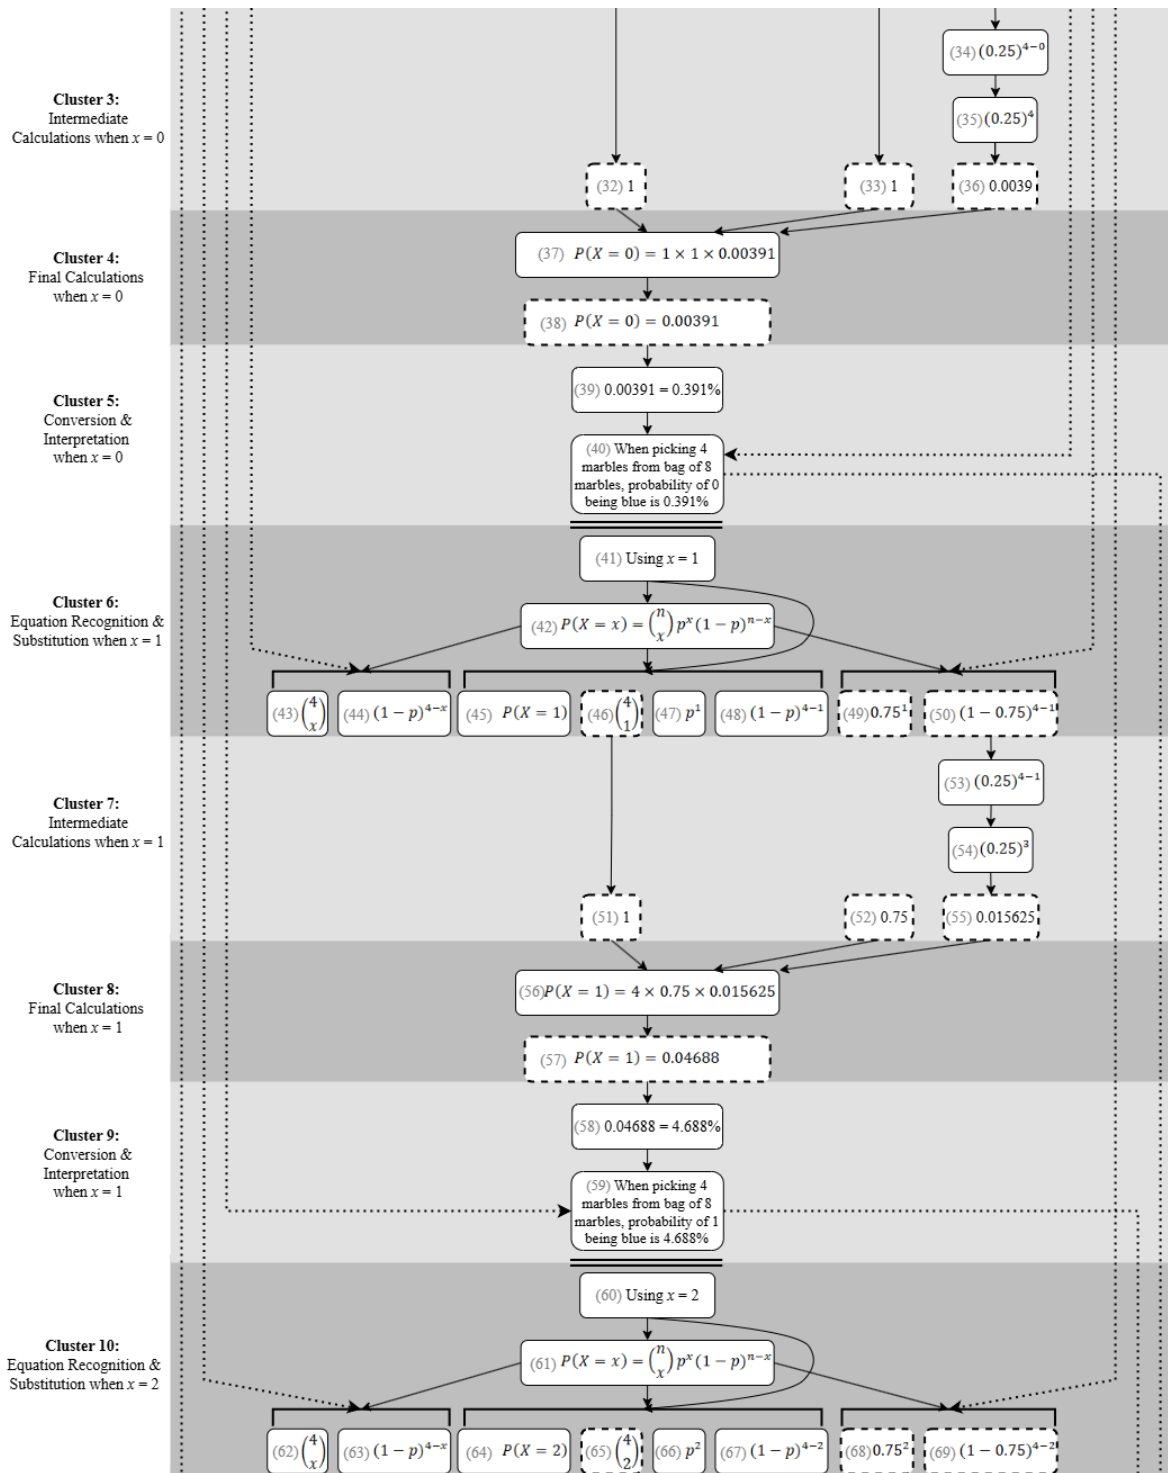 (34) (0.25)⁴⁻⁰
Cluster 3:
Intermediate
Calculations when x = 0
(35) (0.25)⁴
(32) 1
(33) 1
(36) 0.0039
Cluster 4:
Final Calculations
when x = 0
(37) P(X = 0) = 1 × 1 × 0.00391
(38) P(X = 0) = 0.00391
Cluster 5:
Conversion &
Interpretation
when x = 0
(39) 0.00391 = 0.391%
(40) When picking 4
marbles from bag of 8
marbles, probability of 0
being blue is 0.391%
Cluster 6:
Equation Recognition &
Substitution when x = 1
(41) Using x = 1
(42) P(X = x) = (n x) pˣ(1 − p)ⁿ⁻ˣ
(43) (4 x)
(44) (1 − p)⁴⁻ˣ
(45) P(X = 1)
(46) (4 1)
(47) p¹
(48) (1 − p)⁴⁻¹
(49) 0.75¹
(50) (1 − 0.75)⁴⁻¹
Cluster 7:
Intermediate
Calculations when x = 1
(53) (0.25)⁴⁻¹
(54) (0.25)³
(51) 1
(52) 0.75
(55) 0.015625
Cluster 8:
Final Calculations
when x = 1
(56) P(X = 1) = 4 × 0.75 × 0.015625
(57) P(X = 1) = 0.04688
Cluster 9:
Conversion &
Interpretation
when x = 1
(58) 0.04688 = 4.688%
(59) When picking 4
marbles from bag of 8
marbles, probability of 1
being blue is 4.688%
Cluster 10:
Equation Recognition &
Substitution when x = 2
(60) Using x = 2
(61) P(X = x) = (n x) pˣ(1 − p)ⁿ⁻ˣ
(62) (4 x)
(63) (1 − p)⁴⁻ˣ
(64) P(X = 2)
(65) (4 2)
(66) p²
(67) (1 − p)⁴⁻²
(68) 0.75²
(69) (1 − 0.75)⁴⁻²